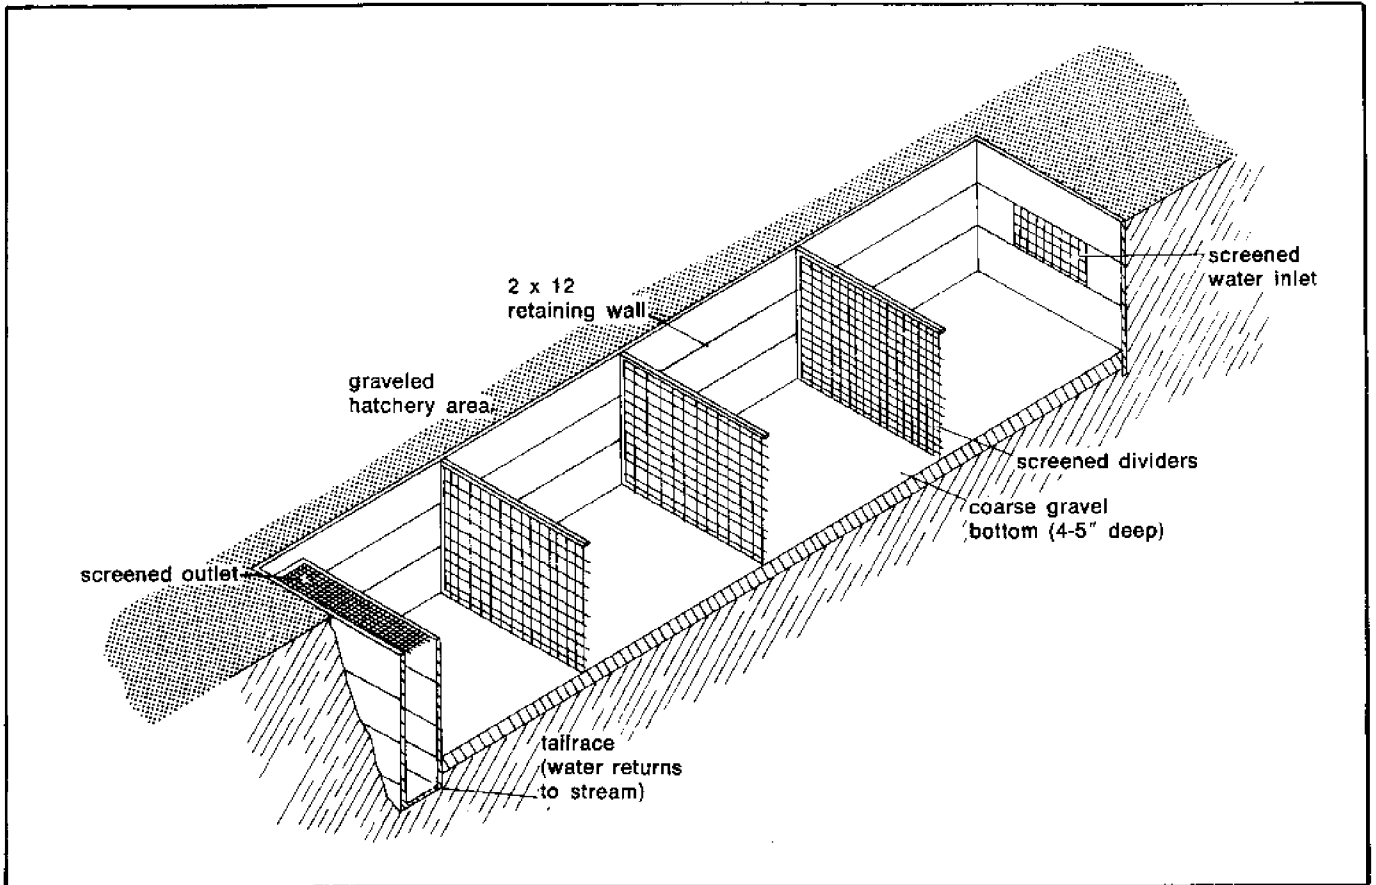 screened
water inlet
2 x 12
retaining wall
graveled
hatchery area
screened dividers
coarse gravel
bottom (4-5" deep)
screened outlet
tailrace
(water returns
to stream)